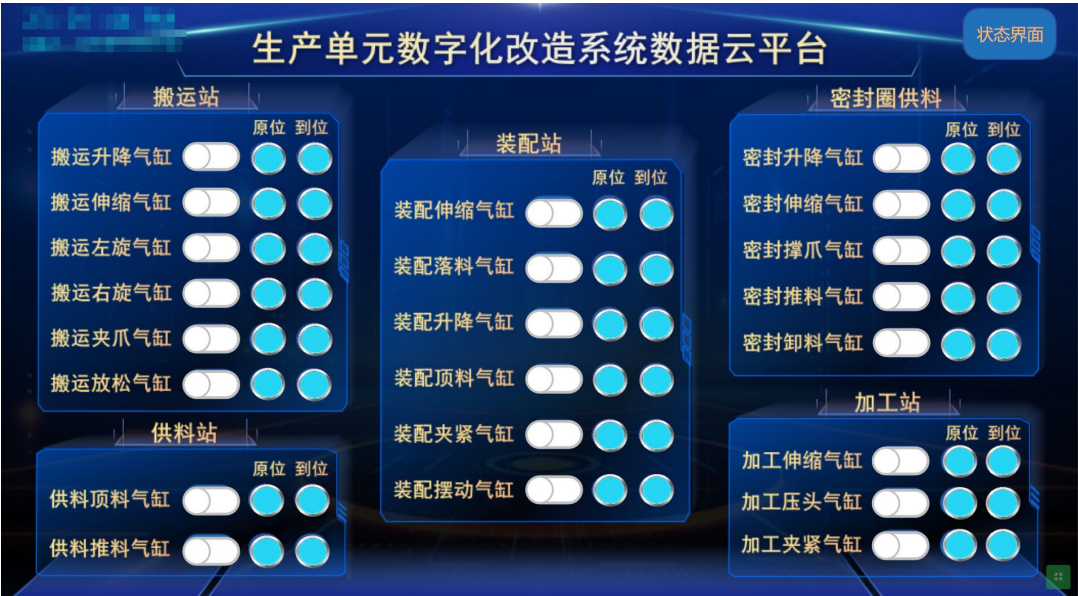 生产单元数字化改造系统数据云平台
状态界面
搬运站
原位 到位
搬运升降气缸
搬运伸缩气缸
搬运左旋气缸
搬运右旋气缸
搬运夹爪气缸
搬运放松气缸
供料站
原位 到位
供料顶料气缸
供料推料气缸
装配站
原位 到位
装配伸缩气缸
装配落料气缸
装配升降气缸
装配顶料气缸
装配夹紧气缸
装配摆动气缸
密封圈供料
原位 到位
密封升降气缸
密封伸缩气缸
密封撑爪气缸
密封推料气缸
密封卸料气缸
加工站
原位 到位
加工伸缩气缸
加工压头气缸
加工夹紧气缸